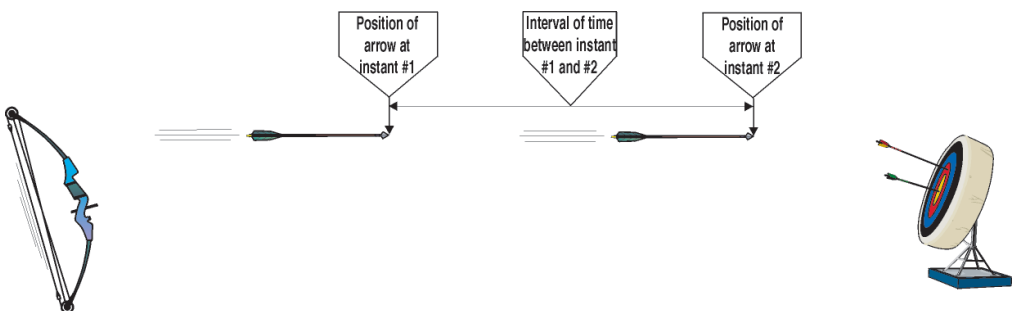 Position of
arrow at
instant #1
Interval of time
between instant
#1 and #2
Position of
arrow at
instant #2